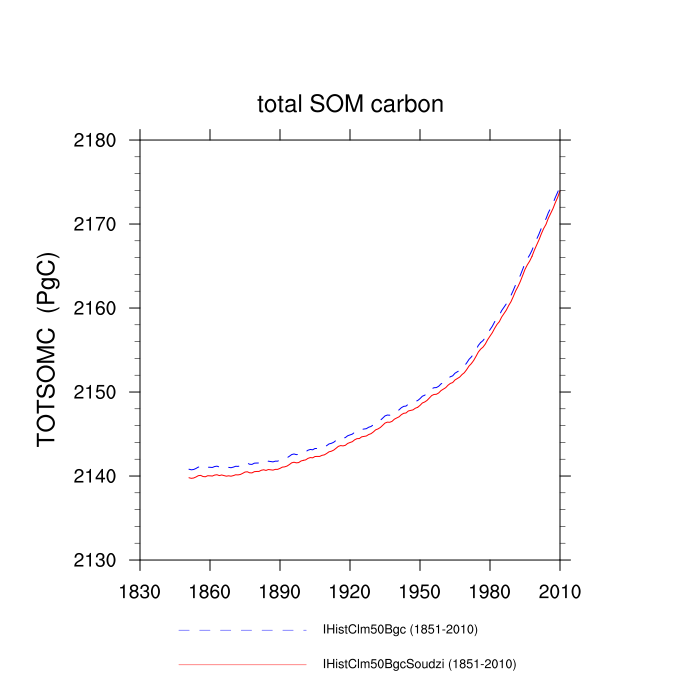 total SOM carbon
TOTSOMC (PgC)
2180
2170
2160
2150
2140
2130
1830 1860 1890 1920 1950 1980 2010
IHistClm50Bgc (1851-2010)
IHistClm50BgcSoudzi (1851-2010)